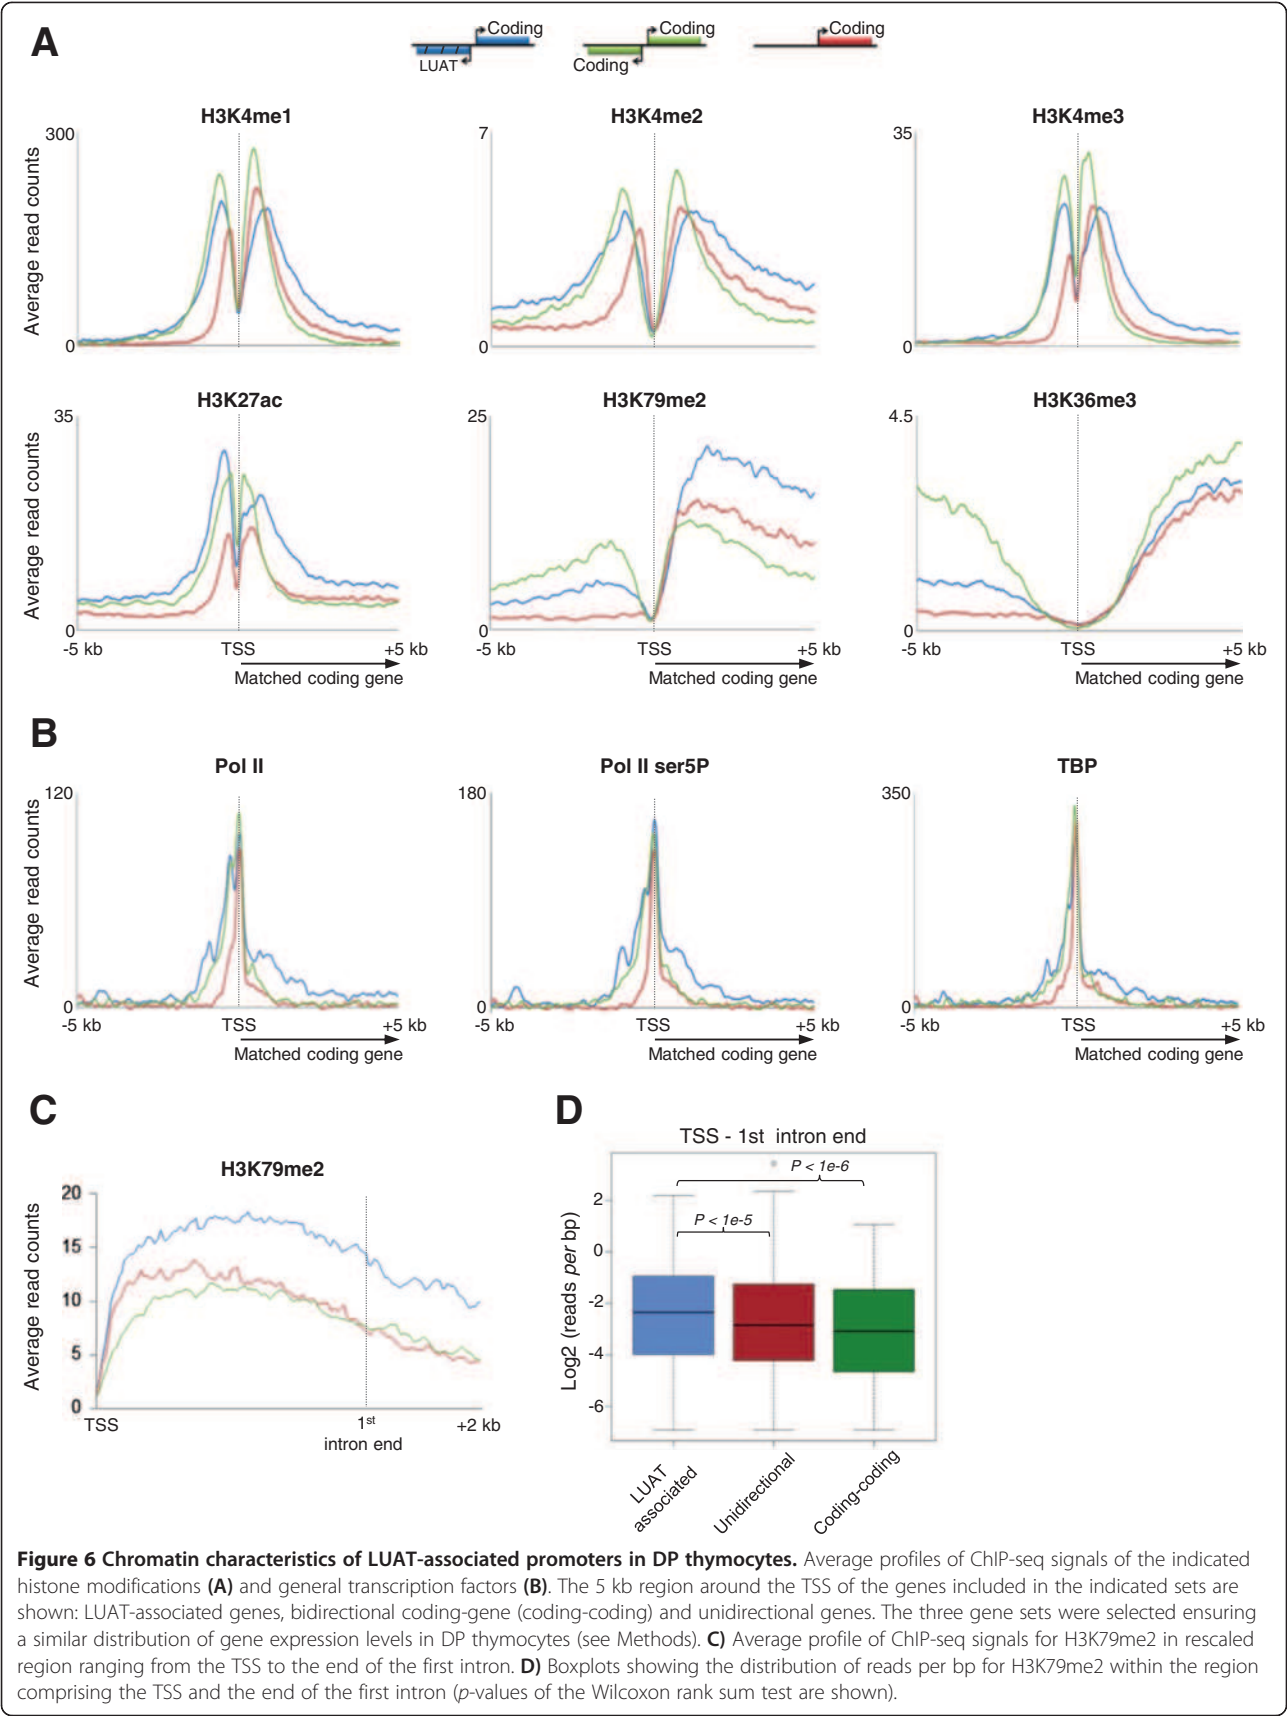 A
Coding
LUAT
Coding
Coding
Coding
H3K4me1
H3K4me2
H3K4me3
Average read counts
300
0
7
0
35
0
H3K27ac
H3K79me2
H3K36me3
Average read counts
35
0
25
0
4.5
0
-5 kb TSS +5 kb
Matched coding gene
-5 kb TSS +5 kb
Matched coding gene
-5 kb TSS +5 kb
Matched coding gene
B
Pol II
Pol II ser5P
TBP
Average read counts
120
0
180
0
350
0
-5 kb TSS +5 kb
Matched coding gene
-5 kb TSS +5 kb
Matched coding gene
-5 kb TSS +5 kb
Matched coding gene
C
H3K79me2
Average read counts
20
15
10
5
0
TSS 1st +2 kb
intron end
D
TSS - 1st intron end
P < 1e-6
P < 1e-5
Log2 (reads per bp)
2
0
-2
-4
-6
LUAT
associated
Unidirectional
Coding-coding
Figure 6 Chromatin characteristics of LUAT-associated promoters in DP thymocytes. Average profiles of ChIP-seq signals of the indicated
histone modifications (A) and general transcription factors (B). The 5 kb region around the TSS of the genes included in the indicated sets are
shown: LUAT-associated genes, bidirectional coding-gene (coding-coding) and unidirectional genes. The three gene sets were selected ensuring
a similar distribution of gene expression levels in DP thymocytes (see Methods). C) Average profile of ChIP-seq signals for H3K79me2 in rescaled
region ranging from the TSS to the end of the first intron. D) Boxplots showing the distribution of reads per bp for H3K79me2 within the region
comprising the TSS and the end of the first intron (p-values of the Wilcoxon rank sum test are shown).